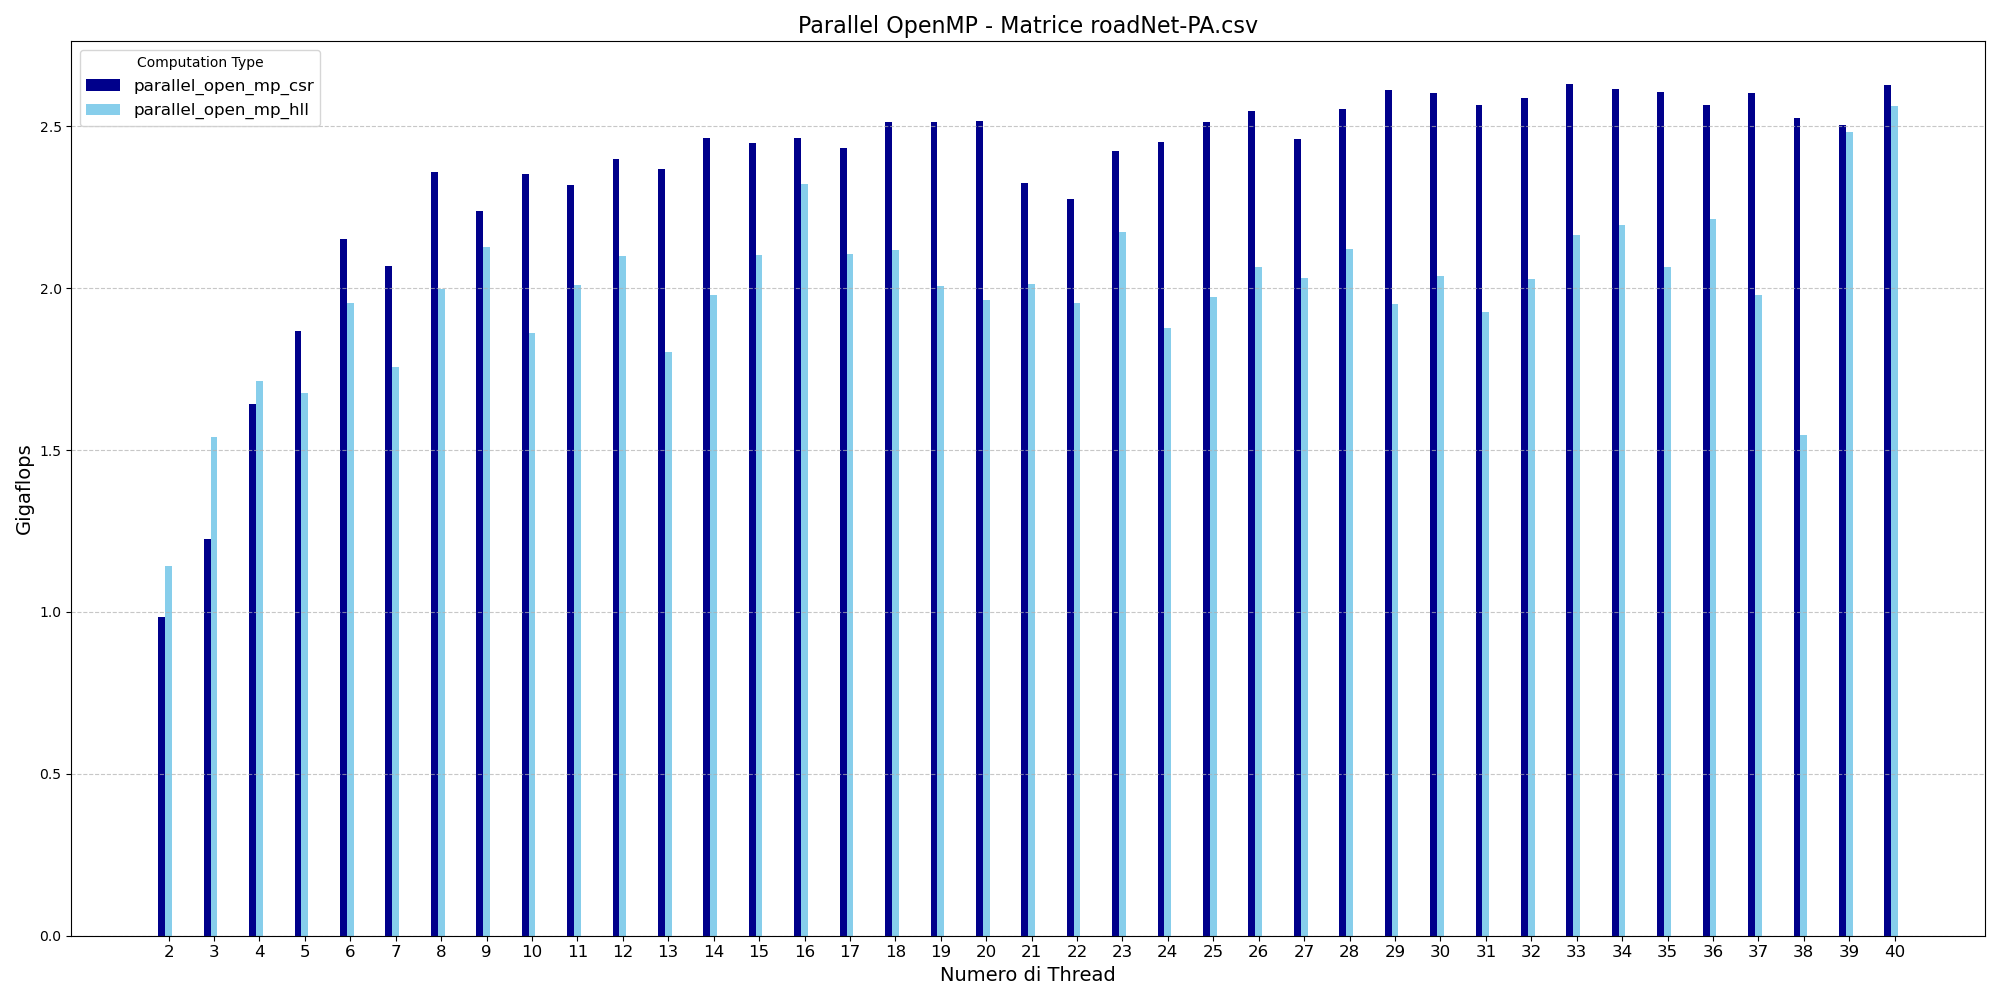 Parallel OpenMP - Matrice roadNet-PA.csv
Computation Type
parallel_open_mp_csr
parallel_open_mp_hll
Gigaflops
2.5
2.0
1.5
1.0
0.5
0.0
2 3 4 5 6 7 8 9 10 11 12 13 14 15 16 17 18 19 20 21 22 23 24 25 26 27 28 29 30 31 32 33 34 35 36 37 38 39 40
Numero di Thread